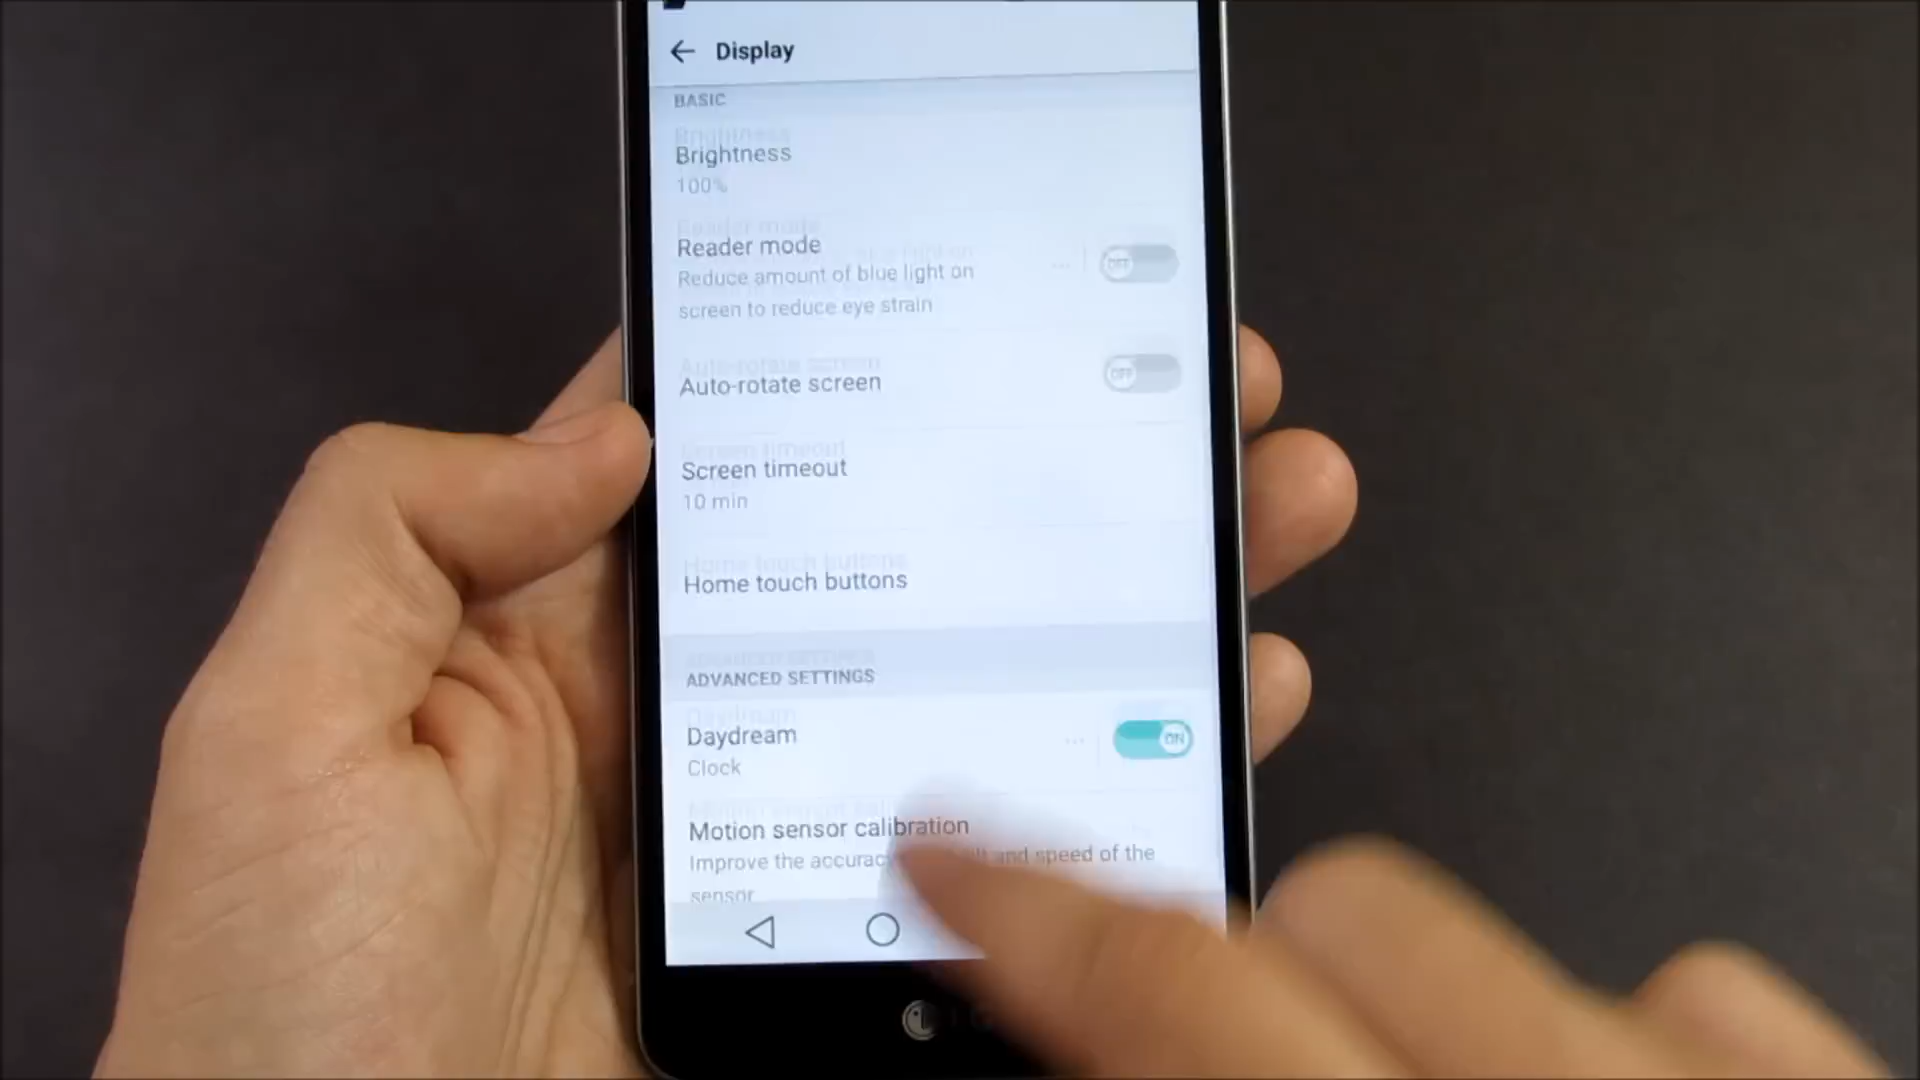 Display
BASIC
Brightness
100%
Reader mode
Reduce amount of blue light on
screen to reduce eye strain
OFF
Auto-rotate screen
OFF
Screen timeout
10 min
Home touch buttons
ADVANCED SETTINGS
Daydream
Clock
ON
Motion sensor calibration
Improve the accuracy and speed of the
sensor